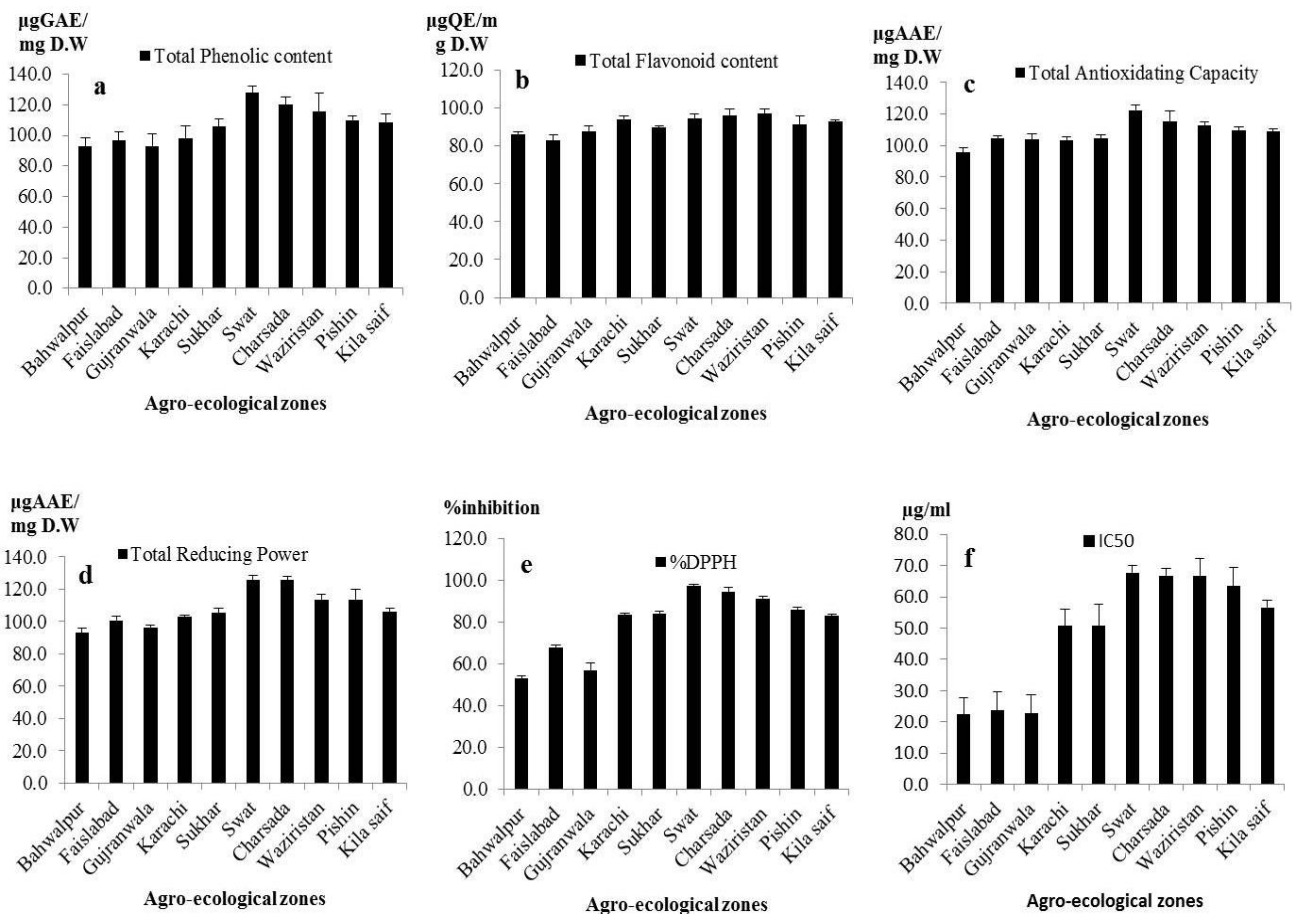 µgGAE/
mg D.W
Total Phenolic content
a
140.0
120.0
100.0
80.0
60.0
40.0
20.0
0.0
Bahwalpur
Faislabad
Gujranwala
Karachi
Sukhar
Swat
Charsada
Waziristan
Pishin
Kila saif
Agro-ecological zones
µgQE/m
g D.W
Total Flavonoid content
b
120.0
100.0
80.0
60.0
40.0
20.0
0.0
Bahwalpur
Faislabad
Gujranwala
Karachi
Sukhar
Swat
Charsada
Waziristan
Pishin
Kila saif
Agro-ecological zones
µgAAE/
mg D.W
Total Antioxidating Capacity
c
140.0
120.0
100.0
80.0
60.0
40.0
20.0
0.0
Bahwalpur
Faislabad
Gujranwala
Karachi
Sukhar
Swat
Charsada
Waziristan
Pishin
Kila saif
Agro-ecological zones
µgAAE/
mg D.W
Total Reducing Power
d
140.0
120.0
100.0
80.0
60.0
40.0
20.0
0.0
Bahwalpur
Faislabad
Gujranwala
Karachi
Sukhar
Swat
Charsada
Waziristan
Pishin
Kila saif
Agro-ecological zones
%inhibition
%DPPH
e
120.0
100.0
80.0
60.0
40.0
20.0
0.0
Bahwalpur
Faislabad
Gujranwala
Karachi
Sukhar
Swat
Charsada
Waziristan
Pishin
Kila saif
Agro-ecological zones
µg/ml
IC50
f
80.0
70.0
60.0
50.0
40.0
30.0
20.0
10.0
0.0
Bahwalpur
Faislabad
Gujranwala
Karachi
Sukhar
Swat
Charsada
Waziristan
Pishin
Kila saif
Agro-ecological zones